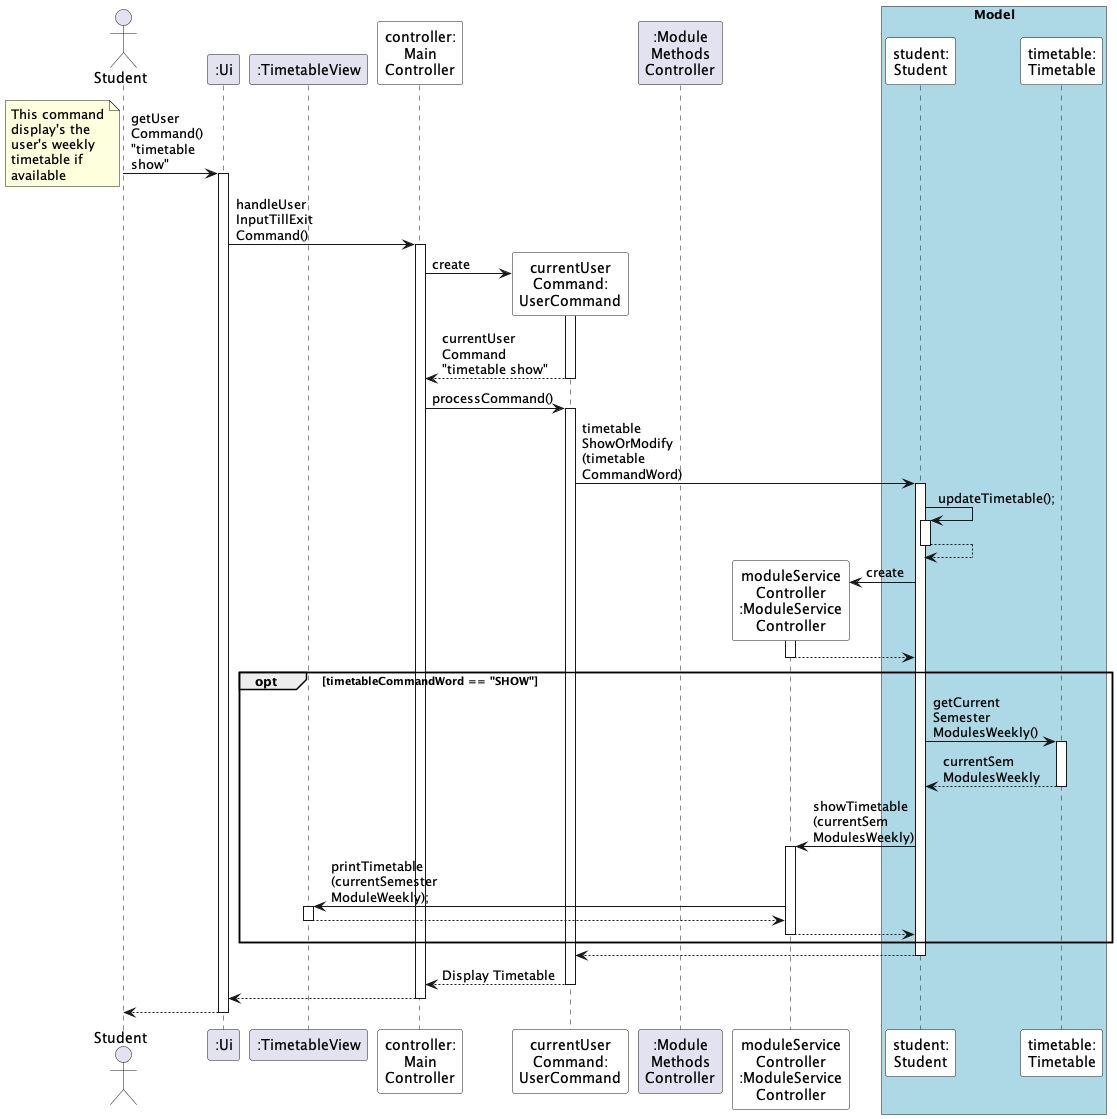 Model
Student
:Ui
:TimetableView
controller:
Main
Controller
:Module
Methods
Controller
student:
Student
timetable:
Timetable
This command
display's the
user's weekly
timetable if
available
getUser
Command()
"timetable
show"
handleUser
InputTillExit
Command()
create
currentUser
Command:
UserCommand
currentUser
Command
"timetable show"
processCommand()
timetable
ShowOrModify
(timetable
CommandWord)
updateTimetable();
create
moduleService
Controller
:ModuleService
Controller
opt
[timetableCommandWord == "SHOW"]
getCurrent
Semester
ModulesWeekly()
currentSem
ModulesWeekly
showTimetable
(currentSem
ModulesWeekly)
printTimetable
(currentSemester
ModuleWeekly);
Display Timetable
Student
:Ui
:TimetableView
controller:
Main
Controller
currentUser
Command:
UserCommand
:Module
Methods
Controller
moduleService
Controller
:ModuleService
Controller
student:
Student
timetable:
Timetable